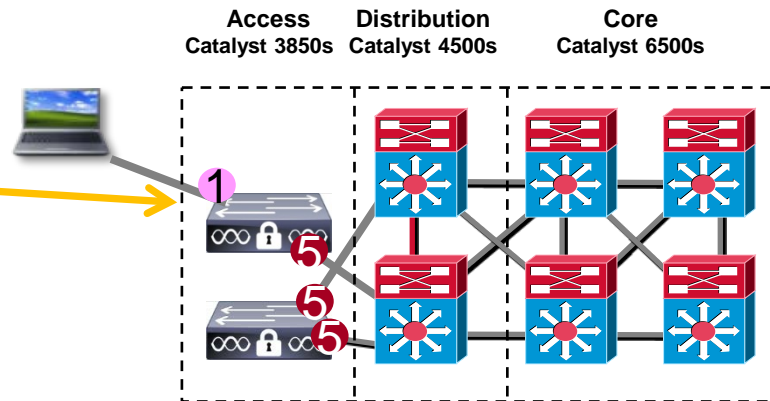 Access
Catalyst 3850s
Distribution
Catalyst 4500s
Core
Catalyst 6500s
1
5
5
5